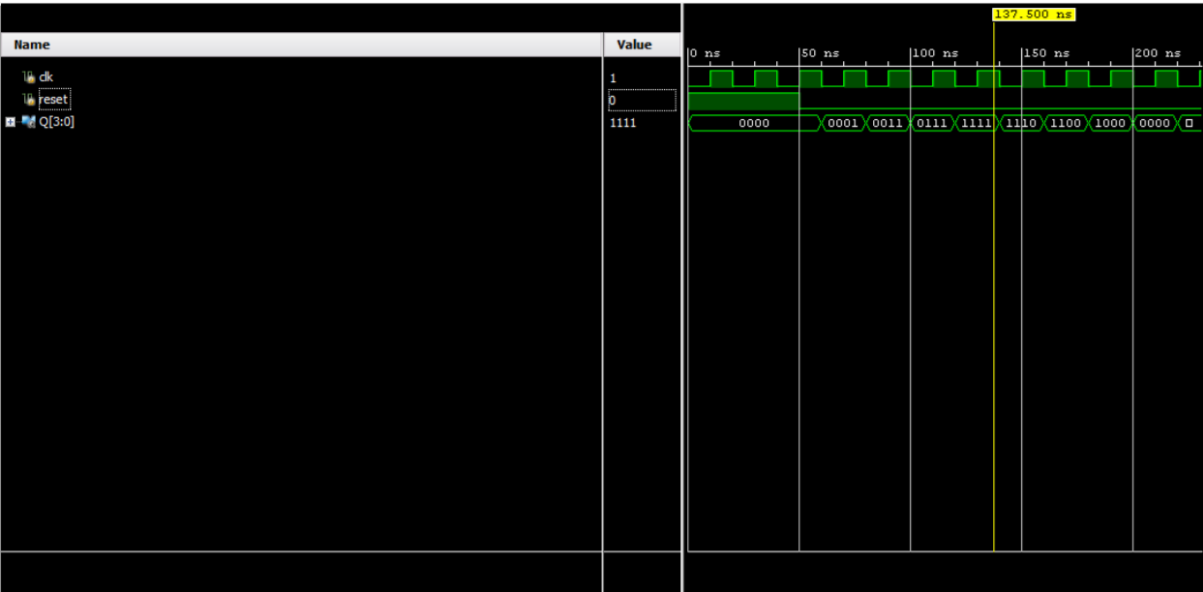 137.500 ns
Name Value
0 ns 50 ns 100 ns 150 ns 200 ns
clk 1
reset 0
Q[3:0] 1111 0000 0001 0011 0111 1111 1110 1100 1000 0000